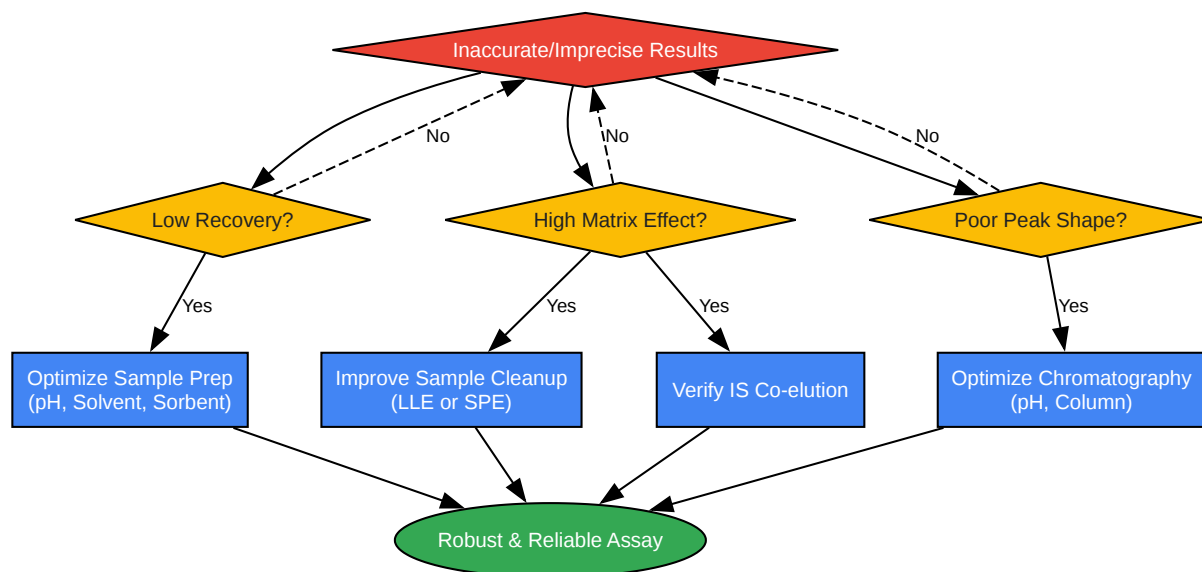 Inaccurate/Imprecise Results
No
No
No
Low Recovery?
High Matrix Effect?
Poor Peak Shape?
Yes
Yes
Yes
Yes
Optimize Sample Prep
(pH, Solvent, Sorbent)
Improve Sample Cleanup
(LLE or SPE)
Verify IS Co-elution
Optimize Chromatography
(pH, Column)
Robust & Reliable Assay